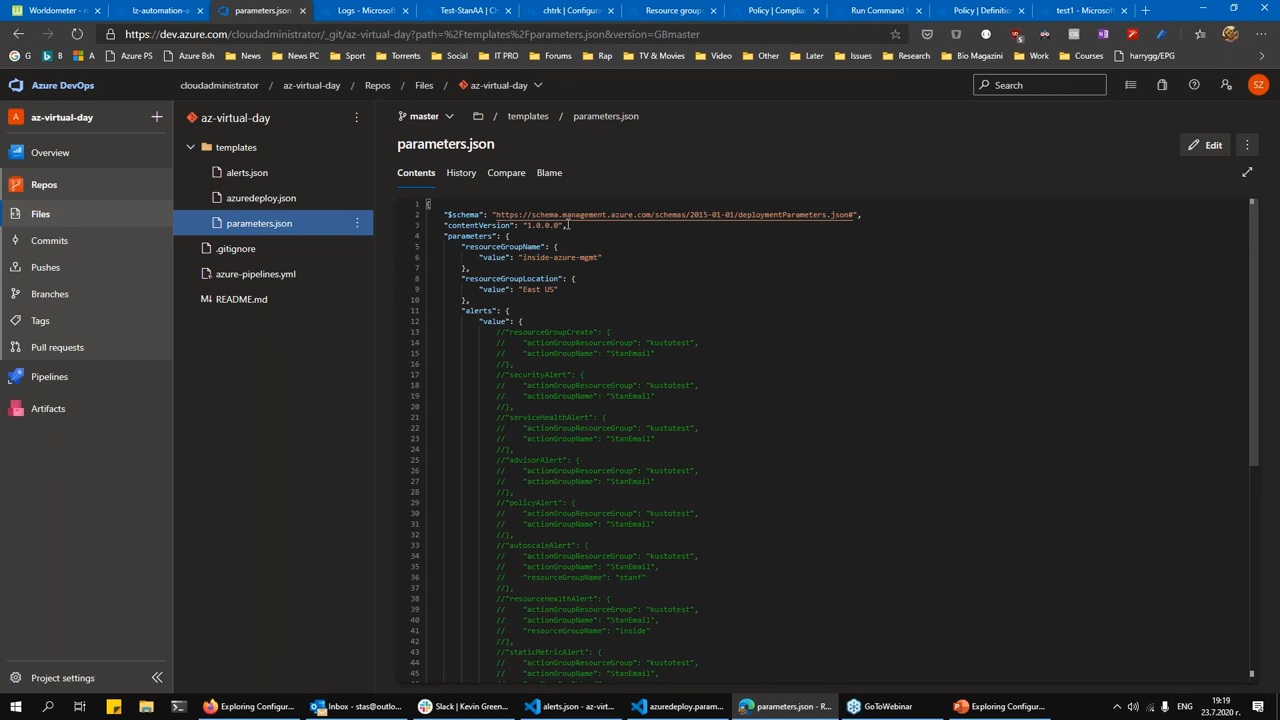 Worldometer - r
lz-automation-a
parameters.json
Logs - Microsoft
Test-StanAA | Ch
chtrk | Configure
Resource group
Policy | Complian
Run Command S
Policy | Definition
test1 - Microsoft
https://dev.azure.com/cloudadministrator/_git/az-virtual-day?path=%2Ftemplates%2Fparameters.json&version=GBmaster
G
B
A
Azure PS
Azure Bsh
News
News PC
Sport
Torrents
Social
IT PRO
Forums
Rap
TV & Movies
Video
Lectures
Later
Issues
Research
Bio Magazini
Work
Courses
harrygg/EPG
Azure DevOps
cloudadministrator / az-virtual-day / Repos / Files / az-virtual-day
Search
SZ
A az-virtual-day
Overview
Repos
Files
Commits
Pushes
Branches
Tags
Pull requests
Pipelines
Artifacts
Project settings
az-virtual-day
templates
alerts.json
azuredeploy.json
parameters.json
.gitignore
azure-pipelines.yml
README.md
master / templates / parameters.json
parameters.json
Edit
Contents History Compare Blame
1 {
2 "$schema": "https://schema.management.azure.com/schemas/2015-01-01/deploymentParameters.json#",
3 "contentVersion": "1.0.0.0",
4 "parameters": {
5 "resourceGroupName": {
6 "value": "inside-azure-mgmt"
7 },
8 "resourceGroupLocation": {
9 "value": "East US"
10 },
11 "alerts": {
12 "value": {
13 //"resourceGroupCreate": {
14 // "actionGroupResourceGroup": "kustotest",
15 // "actionGroupName": "StanEmail"
16 //},
17 //"securityAlert": {
18 // "actionGroupResourceGroup": "kustotest",
19 // "actionGroupName": "StanEmail"
20 //},
21 //"serviceHealthAlert": {
22 // "actionGroupResourceGroup": "kustotest",
23 // "actionGroupName": "StanEmail"
24 //},
25 //"advisorAlert": {
26 // "actionGroupResourceGroup": "kustotest",
27 // "actionGroupName": "StanEmail"
28 //},
29 //"policyAlert": {
30 // "actionGroupResourceGroup": "kustotest",
31 // "actionGroupName": "StanEmail"
32 //},
33 //"autoscaleAlert": {
34 // "actionGroupResourceGroup": "kustotest",
35 // "actionGroupName": "StanEmail",
36 // "resourceGroupName": "stanf"
37 //},
38 //"resourceHealthAlert": {
39 // "actionGroupResourceGroup": "kustotest",
40 // "actionGroupName": "StanEmail",
41 // "resourceGroupName": "inside"
42 //},
43 //"staticMetricAlert": {
44 // "actionGroupResourceGroup": "kustotest",
45 // "actionGroupName": "StanEmail",
Exploring Configur...
Inbox - stas@outlo...
Slack | Kevin Green...
alerts.json - az-virt...
azuredeploy.param...
parameters.json - R...
GoToWebinar
Exploring Configur...
ENG
19:19
23.7.2020 г.